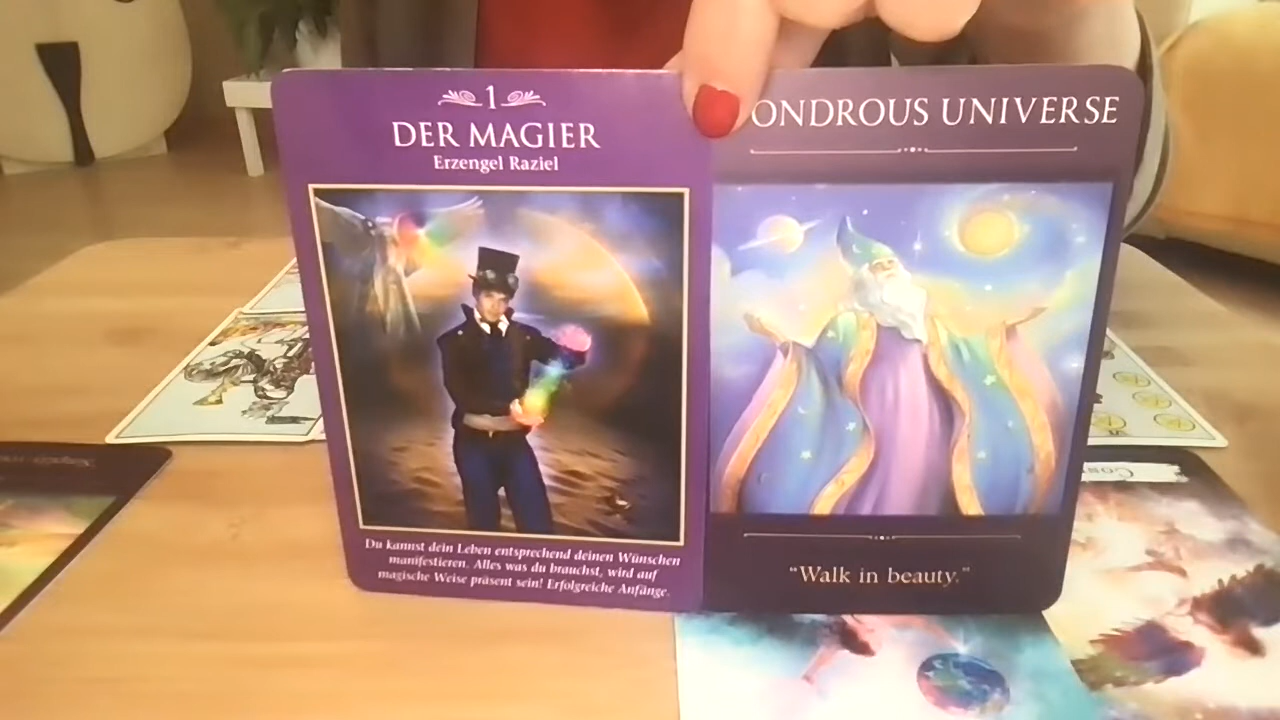 1
DER MAGIER
Erzengel Raziel
Du kannst dein Leben entsprechend deinen Wünschen
manifestieren. Alles was du brauchst, wird auf
magische Weise präsent sein! Erfolgreiche Anfänge.
ONDROUS UNIVERSE
"Walk in beauty."